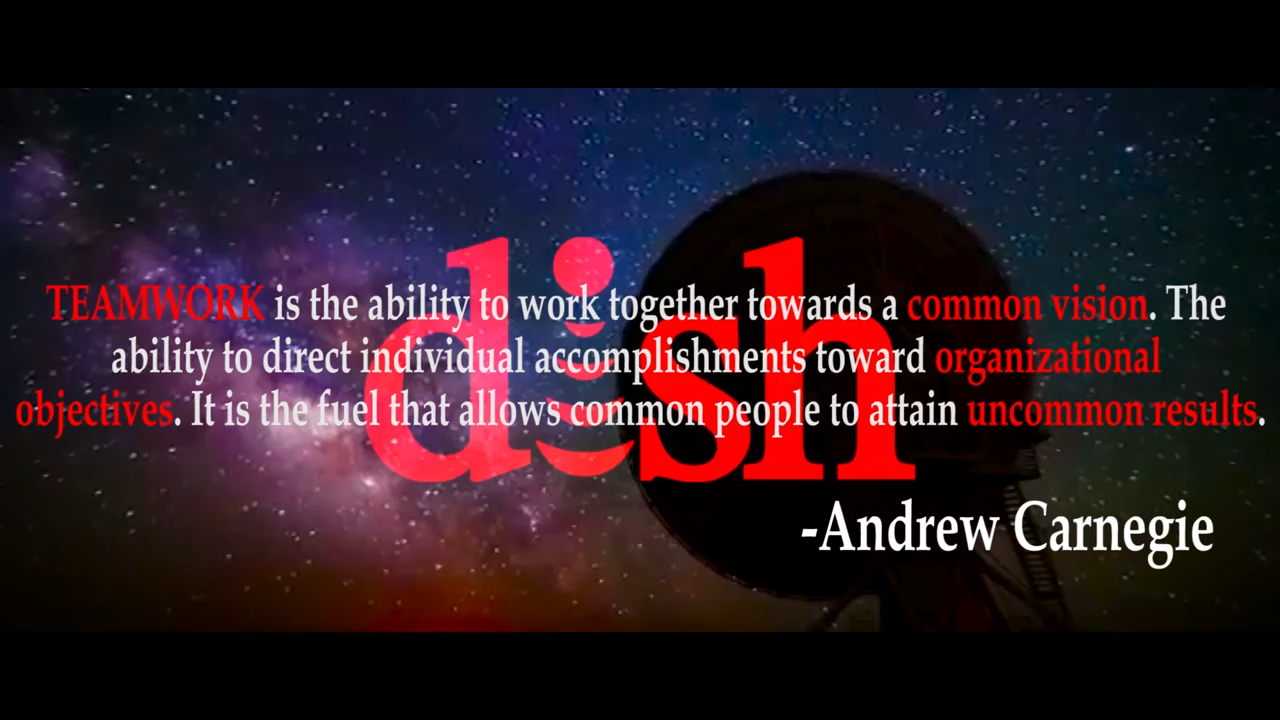 dish
TEAMWORK is the ability to work together towards a common vision. The
ability to direct individual accomplishments toward organizational
objectives. It is the fuel that allows common people to attain uncommon results.
-Andrew Carnegie